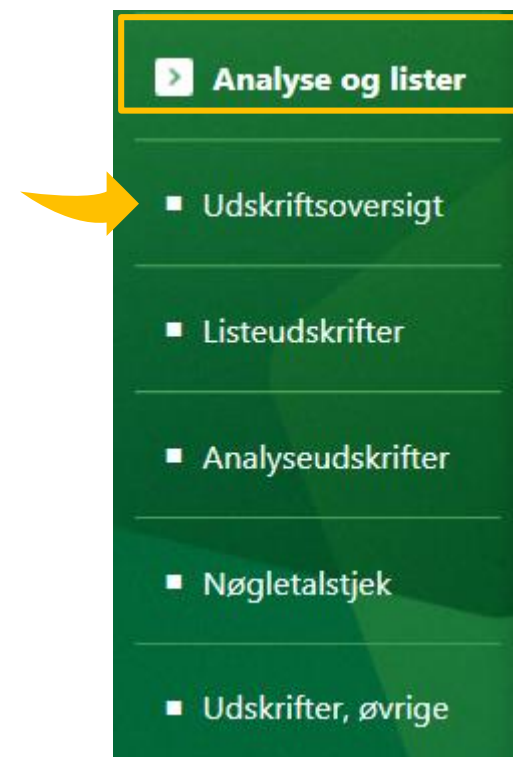 Analyse og lister
Udskriftsoversigt
Listeudskrifter
Analyseudskrifter
Nøgletalstjek
Udskrifter, øvrige